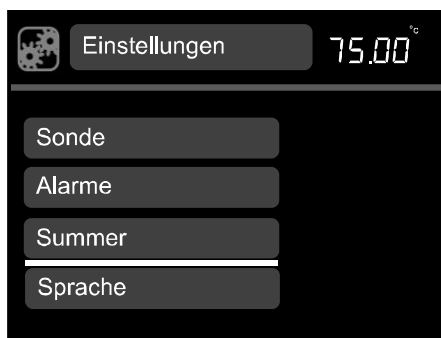 Einstellungen 75.00 °c
Sonde
Alarme
Summer
Sprache